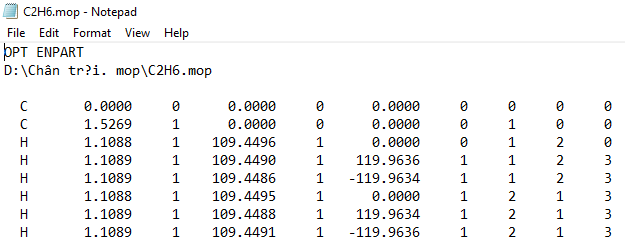 C2H6.mop - Notepad
File Edit Format View Help
OPT ENPART
D:\Chân tr?i. mop\C2H6.mop
C 0.0000 0 0.0000 0 0.0000 0 0 0 0
C 1.5269 1 0.0000 0 0.0000 0 1 0 0
H 1.1088 1 109.4496 1 0.0000 0 1 2 0
H 1.1089 1 109.4490 1 119.9636 1 1 2 3
H 1.1089 1 109.4486 1 -119.9634 1 1 2 3
H 1.1088 1 109.4495 1 0.0000 1 2 1 3
H 1.1089 1 109.4488 1 119.9634 1 2 1 3
H 1.1089 1 109.4491 1 -119.9636 1 2 1 3